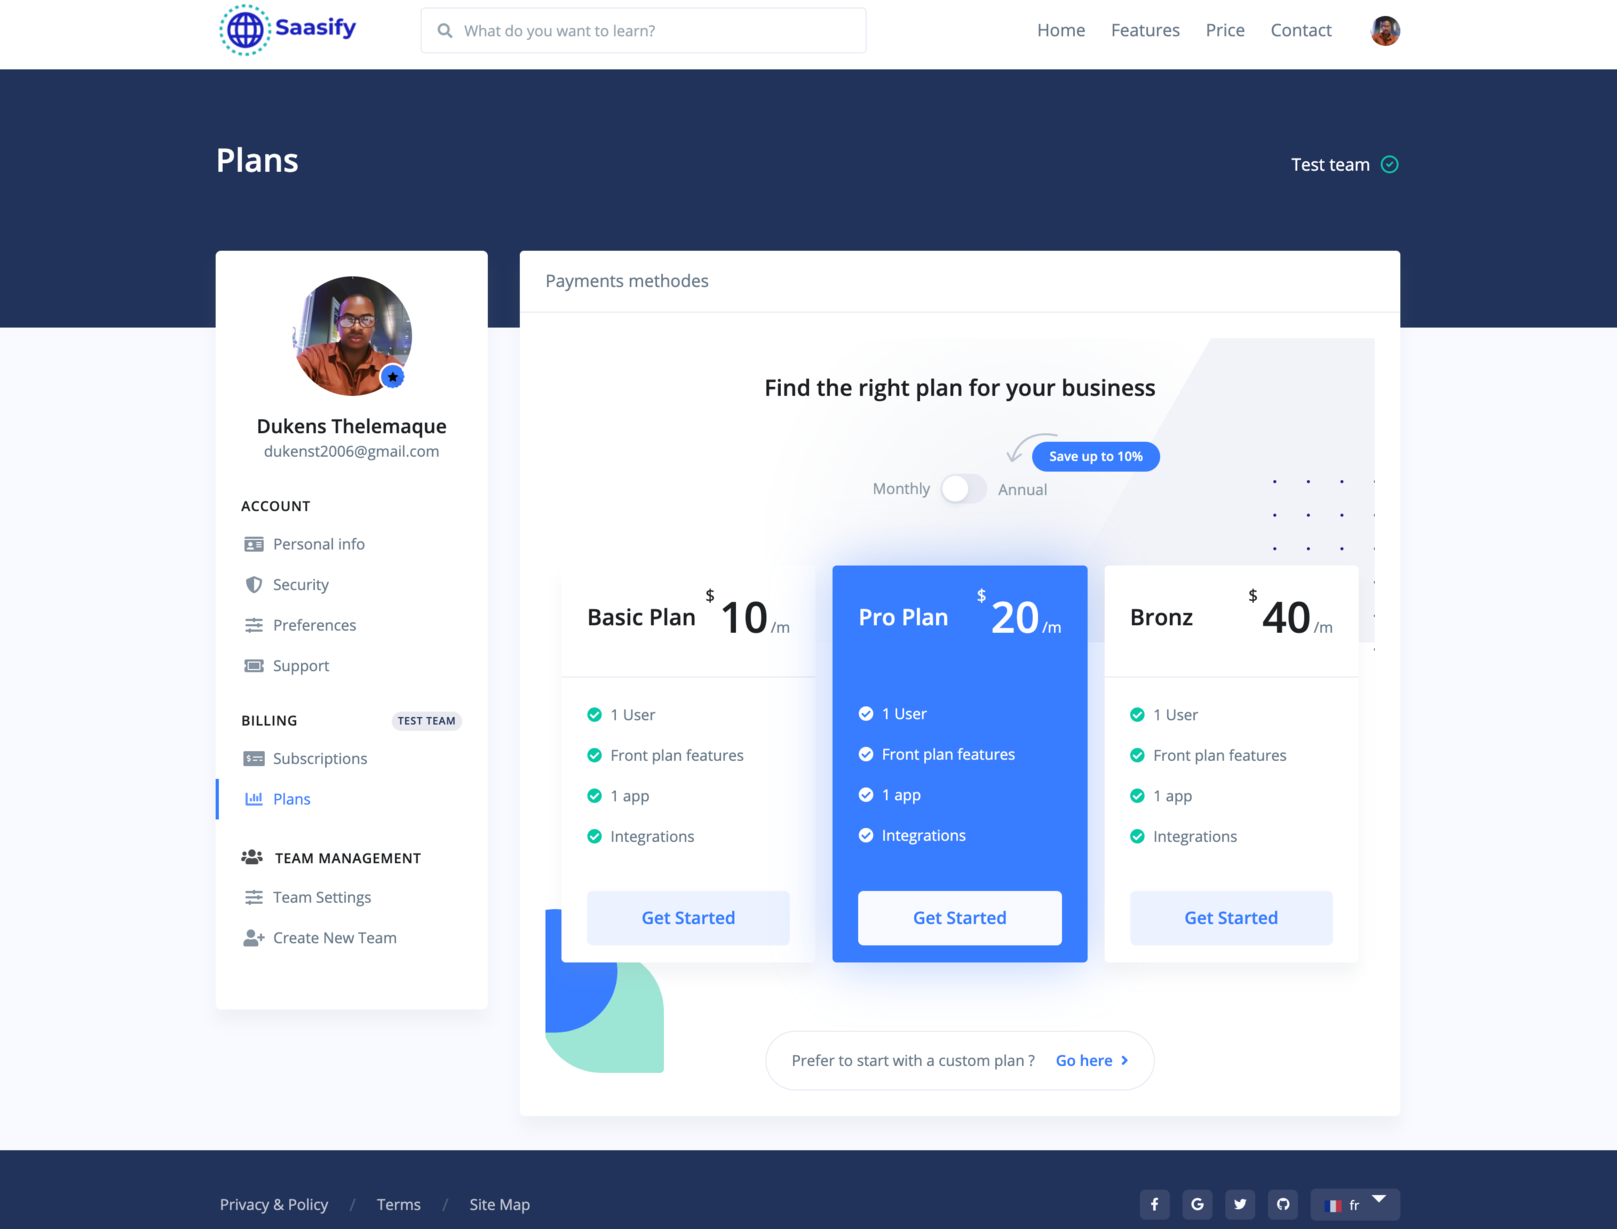 Saasify
What do you want to learn?
Home
Features
Price
Contact
Plans
Test team
Dukens Thelemaque
dukenst2006@gmail.com
ACCOUNT
Personal info
Security
Preferences
Support
BILLING
TEST TEAM
Subscriptions
Plans
TEAM MANAGEMENT
Team Settings
Create New Team
Payments methodes
Find the right plan for your business
Save up to 10%
Monthly
Annual
Basic Plan
$10/m
1 User
Front plan features
1 app
Integrations
Get Started
Pro Plan
$20/m
1 User
Front plan features
1 app
Integrations
Get Started
Bronz
$40/m
1 User
Front plan features
1 app
Integrations
Get Started
Prefer to start with a custom plan ? Go here
Privacy & Policy / Terms / Site Map
fr